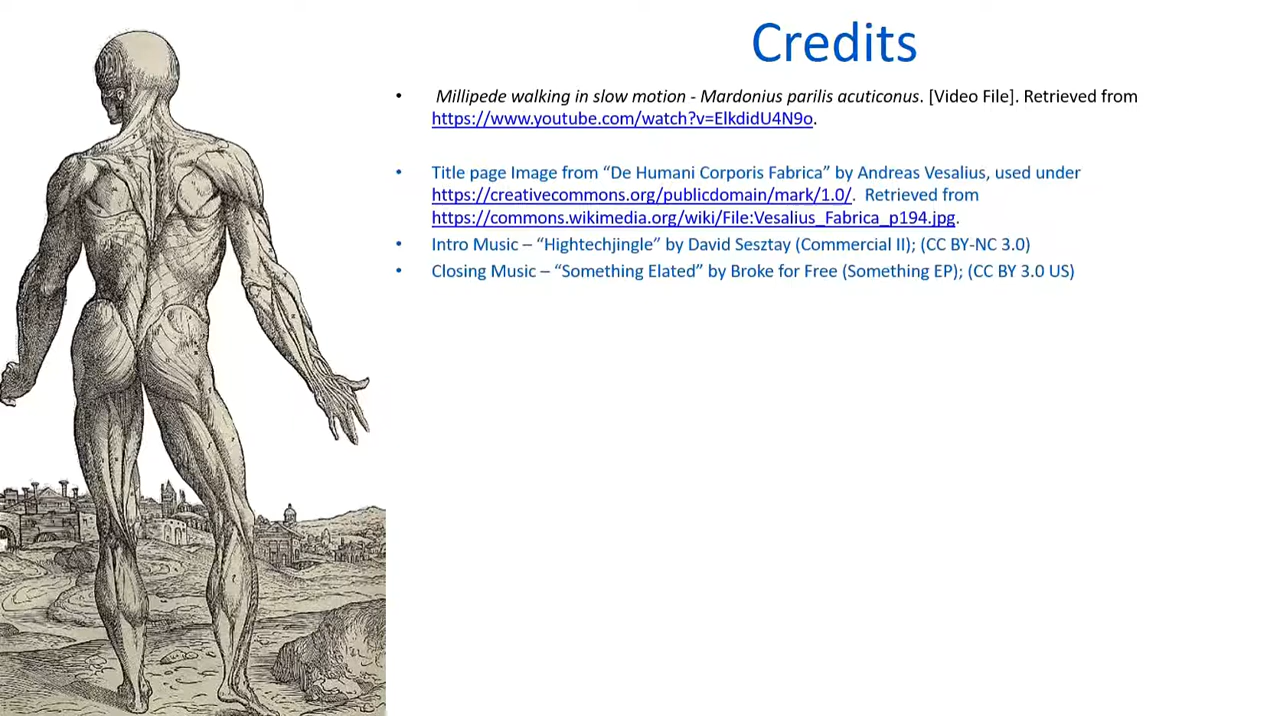 Credits
• Millipede walking in slow motion - Mardonius parilis acuticonus. [Video File]. Retrieved from
https://www.youtube.com/watch?v=ElkdidU4N9o.
• Title page Image from “De Humani Corporis Fabrica” by Andreas Vesalius, used under
https://creativecommons.org/publicdomain/mark/1.0/. Retrieved from
https://commons.wikimedia.org/wiki/File:Vesalius_Fabrica_p194.jpg.
• Intro Music – “Hightechjingle” by David Sesztay (Commercial II); (CC BY-NC 3.0)
• Closing Music – “Something Elated” by Broke for Free (Something EP); (CC BY 3.0 US)